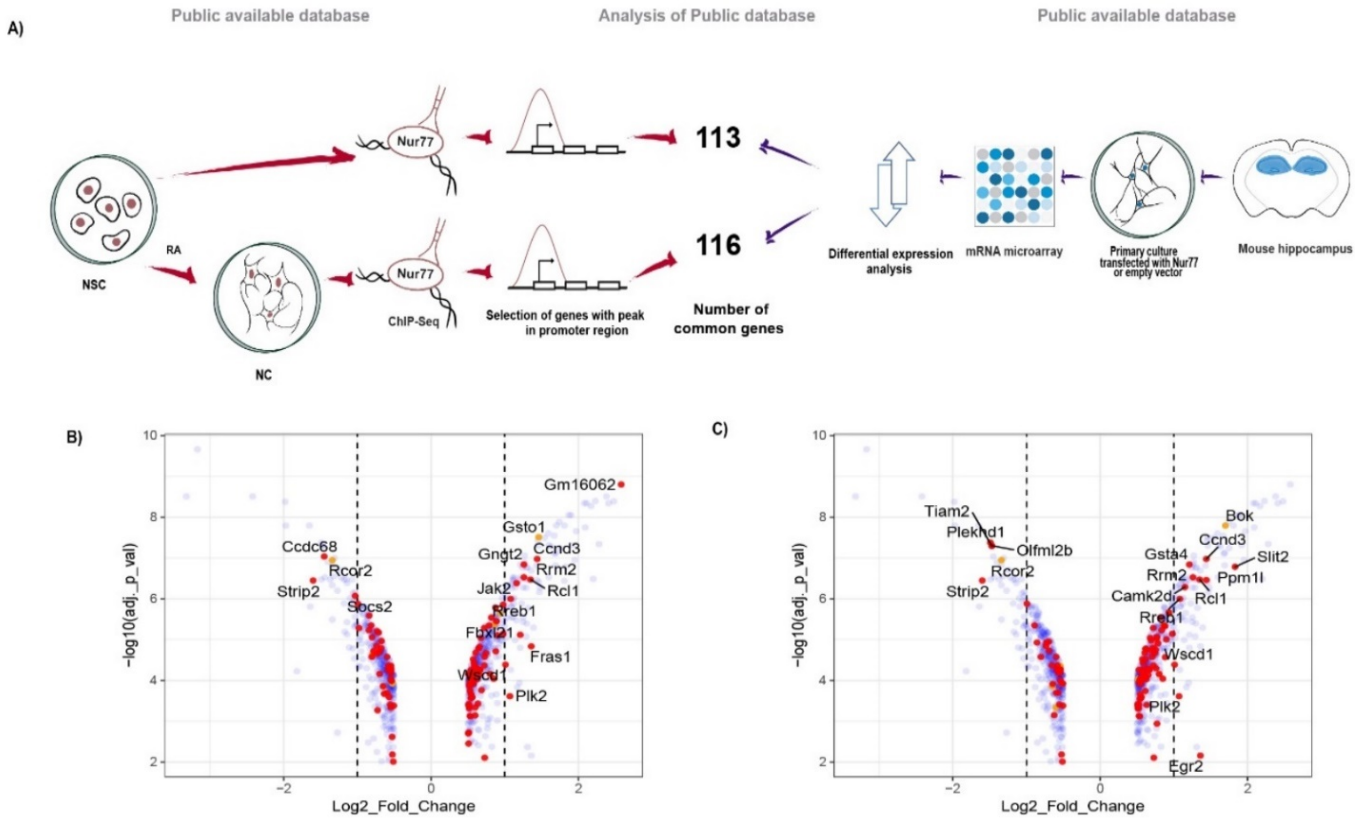 Public available database
Analysis of Public database
Public available database
A)
Nur77
113
NSC
RA
NC
Nur77
ChIP-Seq
Selection of genes with peak
in promoter region
116
Number of
common genes
Differential expression
analysis
mRNA microarray
Primary culture
transfected with Nur77
or empty vector
Mouse hippocampus
B)
10
8
6
4
2
−log10(adj._p_val)
Gm16062
Gsto1
Ccdc68
Gngt2
Ccnd3
Rcor2
Rrm2
Strip2
Jak2
Rcl1
Socs2
Rreb1
Fbxl21
Fras1
Wscd1
Plk2
−2
0
2
Log2_Fold_Change
C)
10
8
6
4
2
−log10(adj._p_val)
Tiam2
Bok
Plekhd1
Olfml2b
Ccnd3
Gsta4
Slit2
Rcor2
Rrm2
Ppm1l
Strip2
Camk2d
Rcl1
Rreb1
Wscd1
Plk2
Egr2
−2
0
2
Log2_Fold_Change